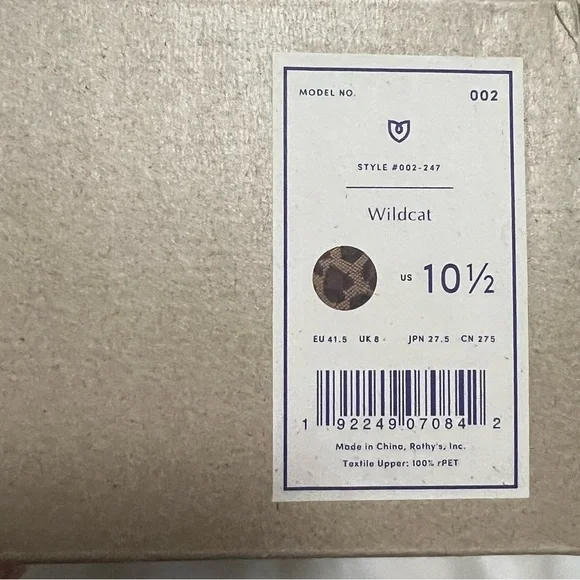 MODEL NO. 002
STYLE #002-247
Wildcat
US 10½
EU 41.5 UK 8 JPN 27.5 CN 275
1 92249 07084 2
Made in China, Rothy's, Inc.
Textile Upper: 100% rPET